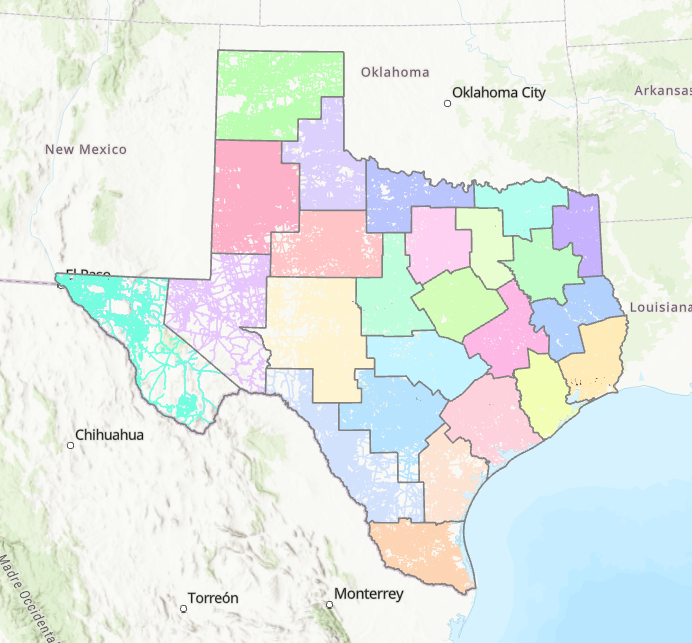 Oklahoma
Oklahoma City
Arkansas
New Mexico
El Paso
Louisiana
Chihuahua
Torreón
Monterrey
Madre Occidental